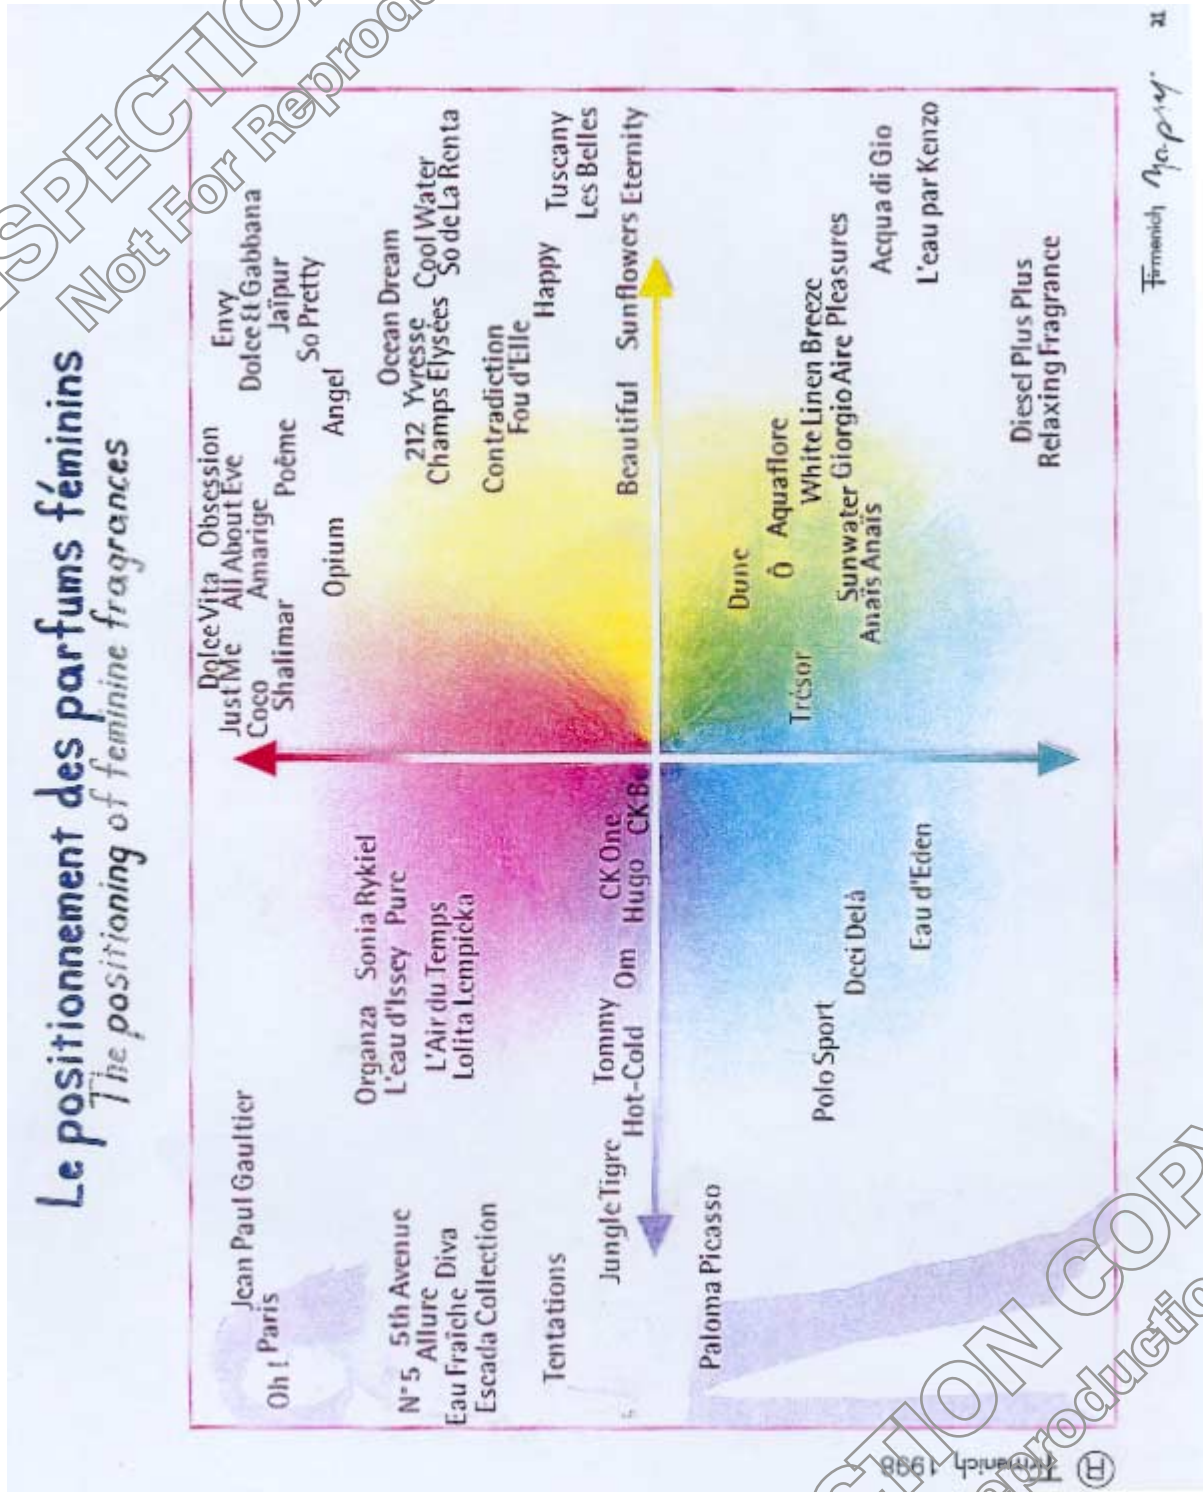 Le positionnement des parfums féminins
The positioning of feminine fragrances
Jean Paul Gaultier
Oh ! Paris
Dolce Vita Obsession
Just Me All About Eve
Coco Amarige
Shalimar Poême
Opium Angel
Envy
Dolce Et Gabbana
Jaïpur
So Pretty
Organza Sonia Rykiel
L'eau d'Issey Pure
L'Air du Temps
Lolita Lempicka
N°5 5th Avenue
Allure
Eau Fraîche Diva
Escada Collection
Ocean Dream
212 Yvresse Cool Water
Champs Elysées So de La Renta
Contradiction
Fou d'Elle
Happy
Tuscany
Les Belles
Tentations
Jungle Tigre Tommy
Hot-Cold Om
CK One
Hugo CK Be
Beautiful Sunflowers Eternity
Paloma Picasso
Dune
Ô Aquaflore
Trésor
White Linen Breze
Sunwater Giorgio Aire Pleasures
Anaïs Anaïs
Polo Sport
Deci Delà
Eau d'Eden
Acqua di Gio
L'eau par Kenzo
Diesel Plus Plus
Relaxing Fragrance
Firmenich 1998
Firmenich
21
Not For
COPY